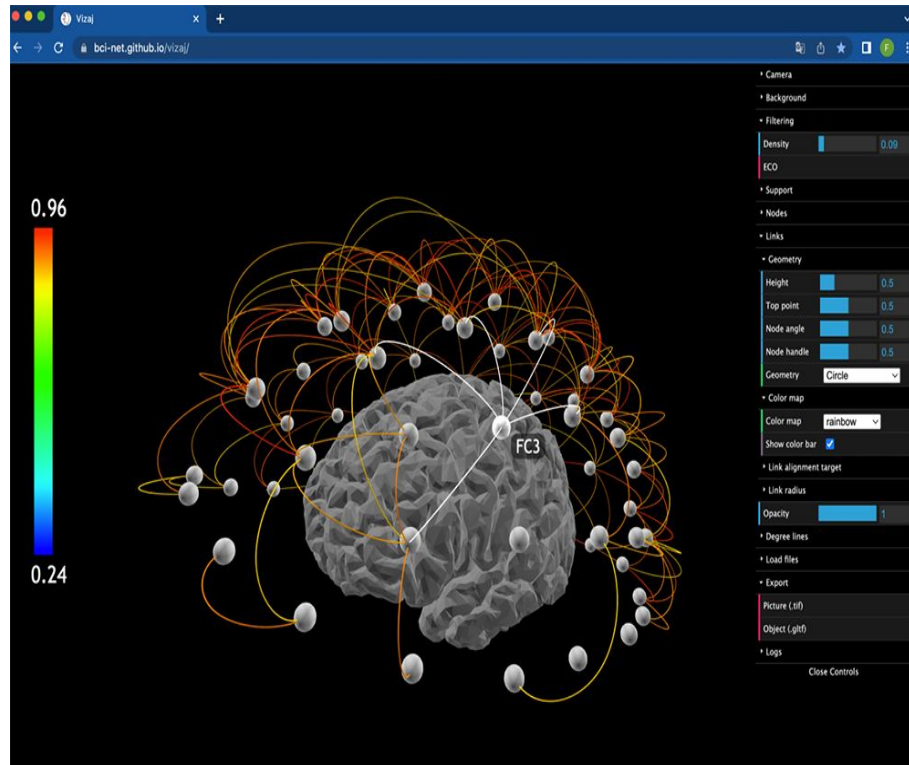 Vizaj
bci-net.github.io/vizaj/
F
Camera
Background
Filtering
Density 0.09
ECO
Support
Nodes
Links
Geometry
Height 0.5
Top point 0.5
Node angle 0.5
Node handle 0.5
Geometry Circle
Color map
Color map rainbow
Show color bar
Link alignment target
Link radius
Opacity 1
Degree lines
Load files
Export
Picture (.tif)
Object (.gltf)
Logs
Close Controls
0.96
0.24
FC3